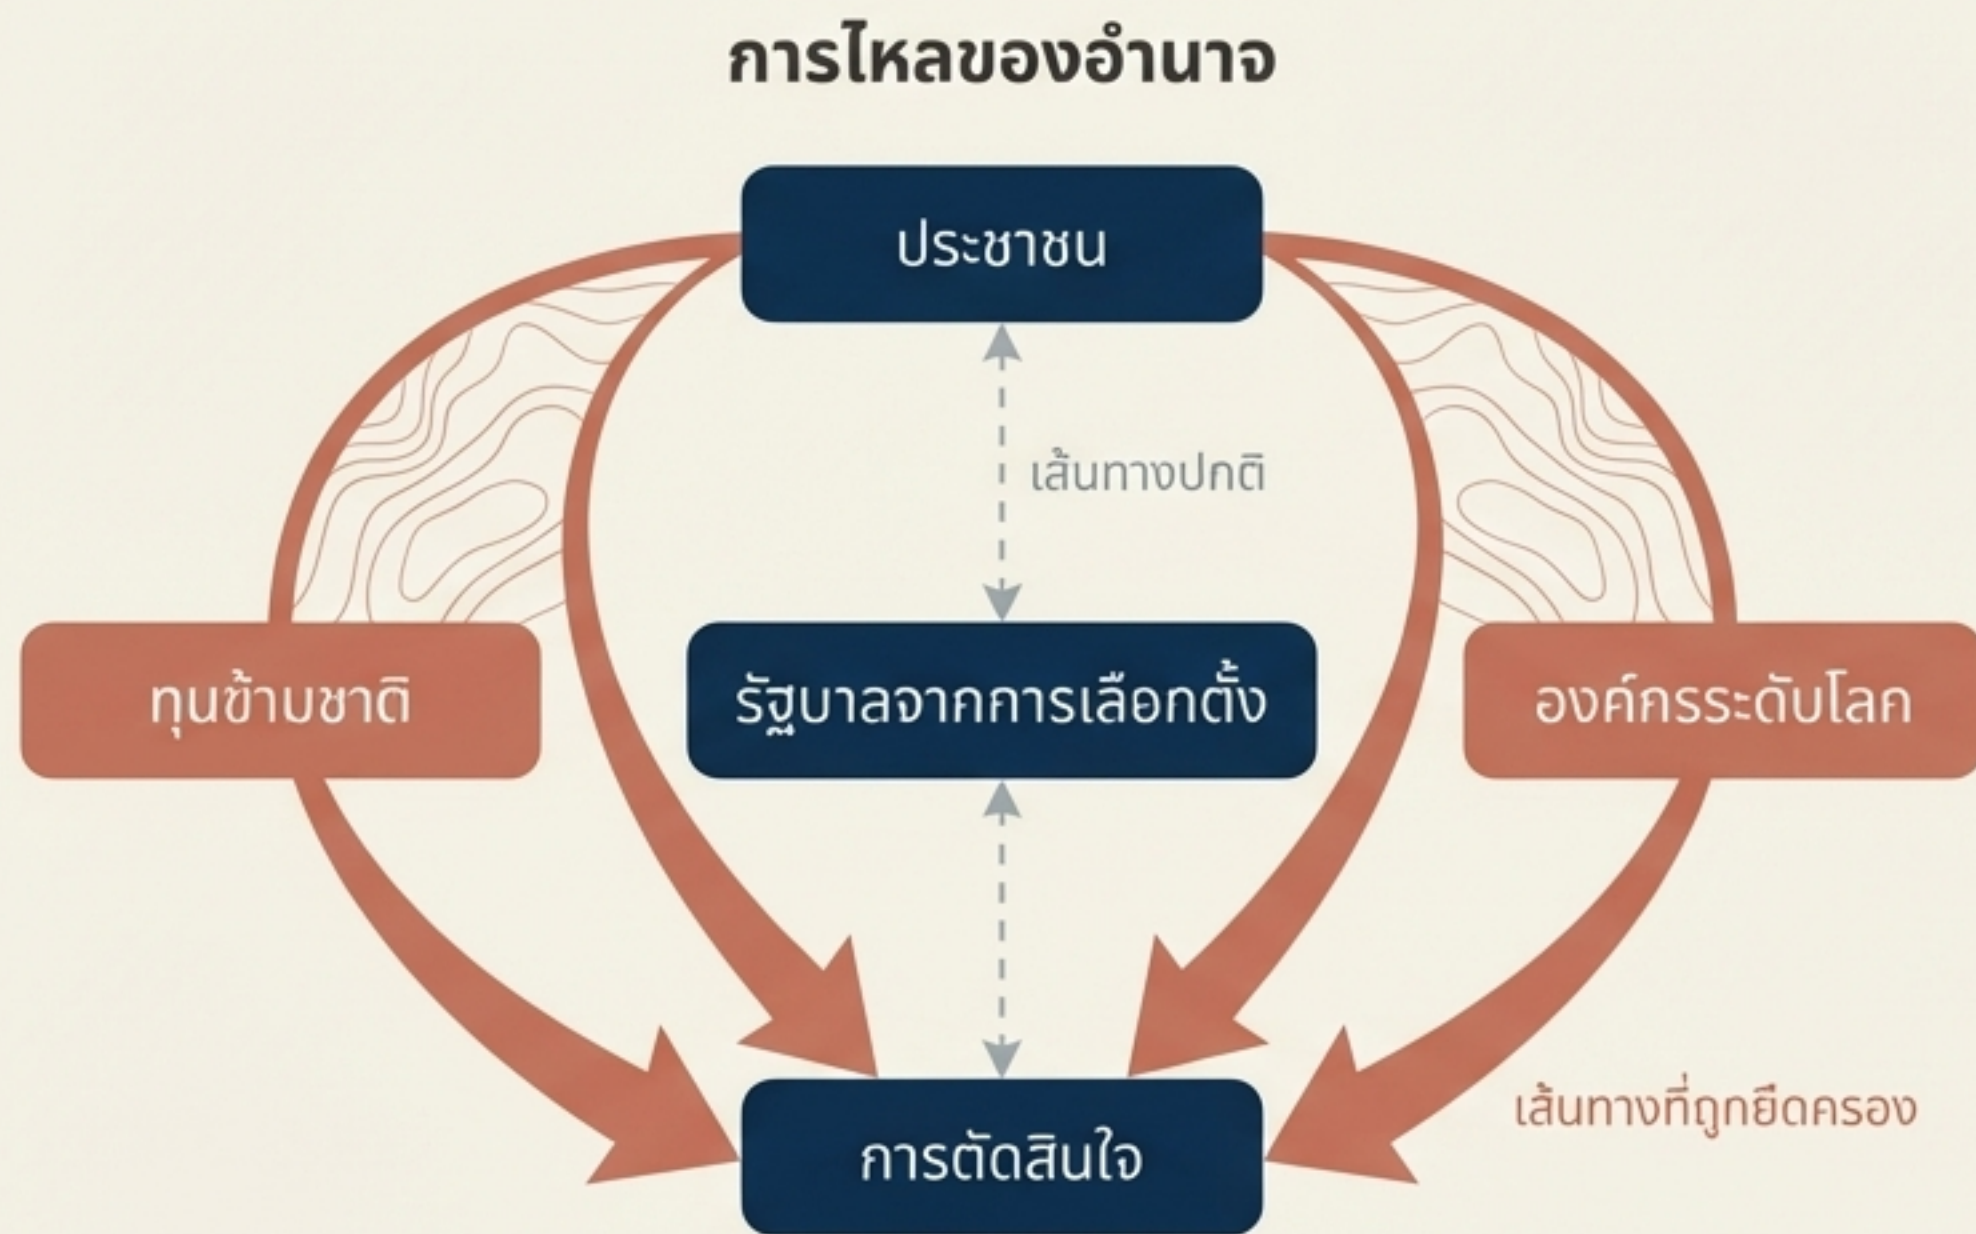 การไหลของอำนาจ
ประชาชน
เส้นทางปกติ
ทุนข้ามชาติ
รัฐบาลจากการเลือกตั้ง
องค์กรระดับโลก
เส้นทางที่ถูกยึดครอง
การตัดสินใจ